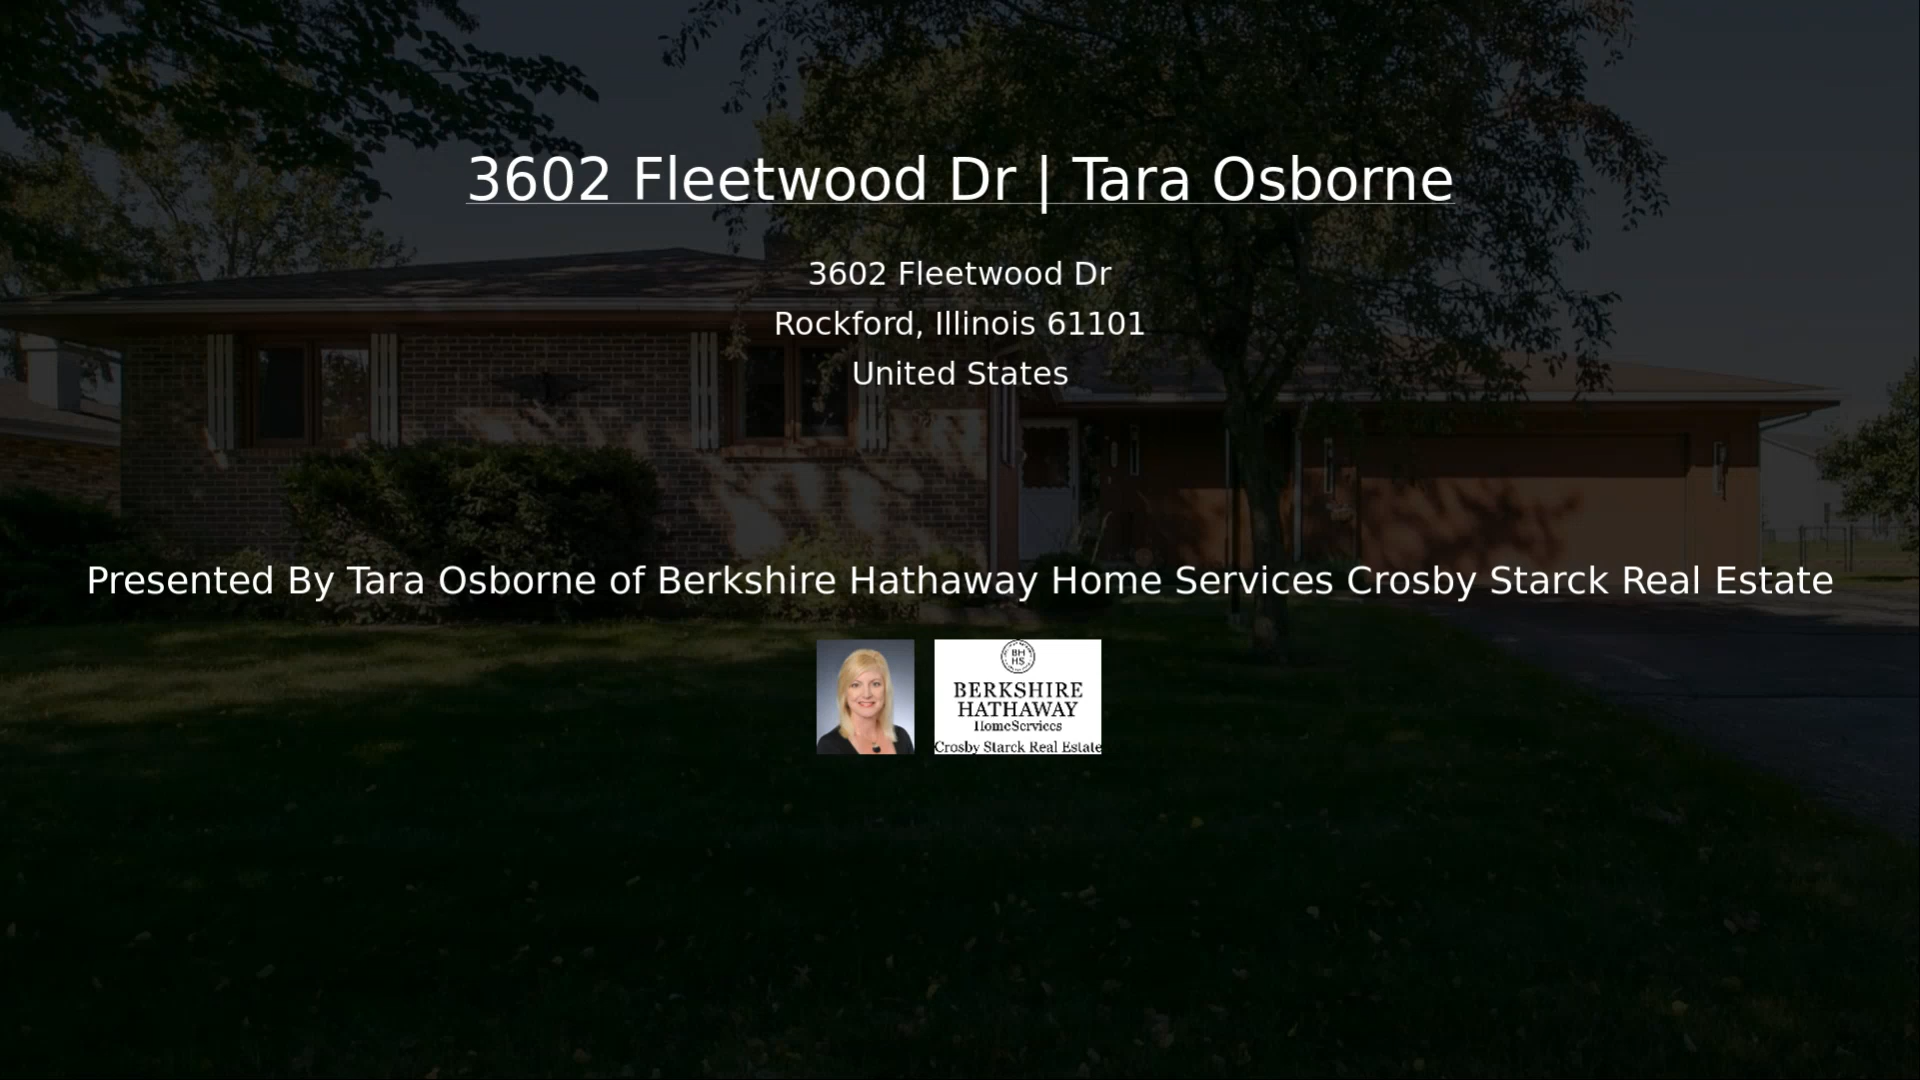 3602 Fleetwood Dr | Tara Osborne
3602 Fleetwood Dr
Rockford, Illinois 61101
United States
Presented By Tara Osborne of Berkshire Hathaway Home Services Crosby Starck Real Estate
BH
HS
BERKSHIRE
HATHAWAY
HomeServices
Crosby Starck Real Estate